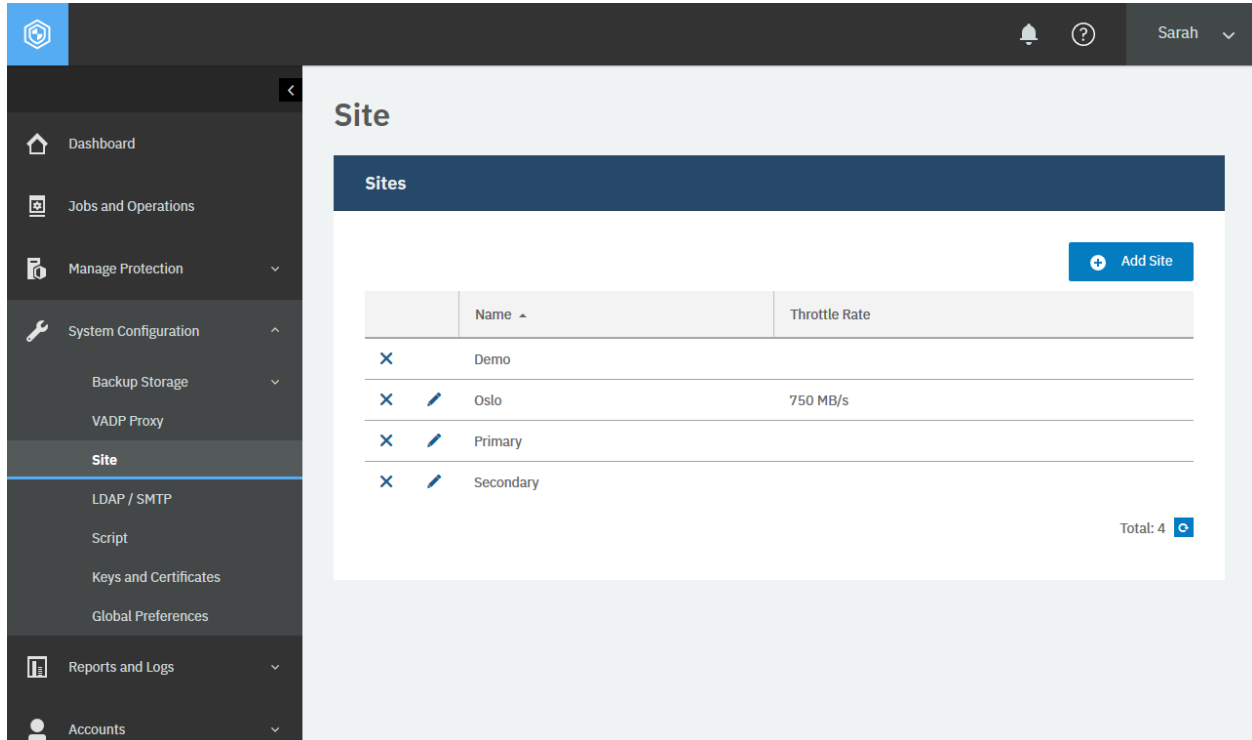 Sarah
Dashboard
Jobs and Operations
Manage Protection
System Configuration
Backup Storage
VADP Proxy
Site
LDAP / SMTP
Script
Keys and Certificates
Global Preferences
Reports and Logs
Accounts
Site
Sites
Add Site
Name Throttle Rate
Demo
Oslo 750 MB/s
Primary
Secondary
Total: 4